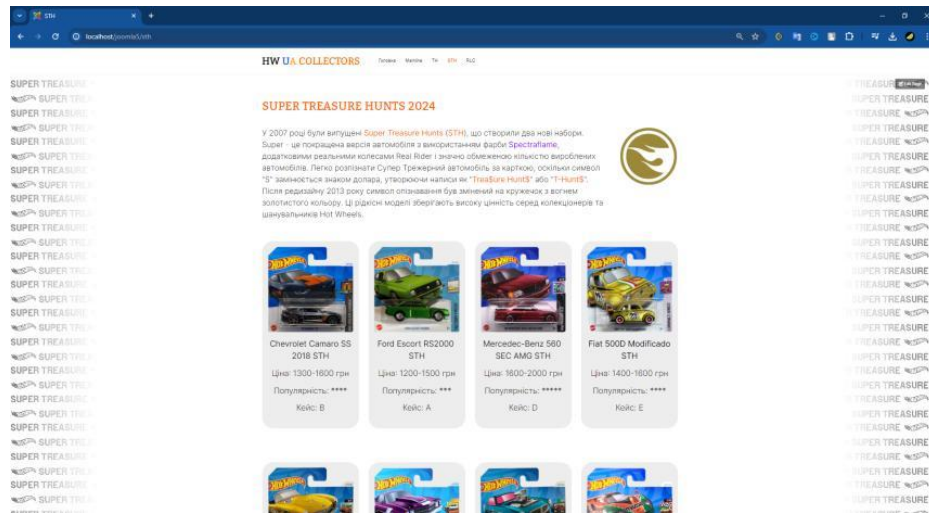 STH
localhost/joomla5/sth
HW UA COLLECTORS
Головна Mainline TH STH RLC
SUPER TREASURE HUNTS 2024
У 2007 році були випущені Super Treasure Hunts (STH), що створили два нові набори.
Super - це покращена версія автомобіля з використанням фарби Spectraflame,
додатковими реальними колесами Real Rider і значно обмеженою кількістю вироблених
автомобілів. Легко розпізнати Супер Трежерний автомобіль за карткою, оскільки символ
"S" замінюється знаком долара, утворюючи написи як "Trea$ure Hunt$" або "T-Hunt$".
Після редизайну 2013 року символ опізнавання був змінений на кружечок з вогнем
золотистого кольору. Ці рідкісні моделі зберігають високу цінність серед колекціонерів та
шанувальників Hot Wheels.
Chevrolet Camaro SS
2018 STH
Ціна: 1300-1600 грн
Популярність: ****
Кейс: B
Ford Escort RS2000
STH
Ціна: 1200-1500 грн
Популярність: ***
Кейс: A
Mercedec-Benz 560
SEC AMG STH
Ціна: 1600-2000 грн
Популярність: *****
Кейс: D
Fiat 500D Modificado
STH
Ціна: 1400-1600 грн
Популярність: ****
Кейс: E